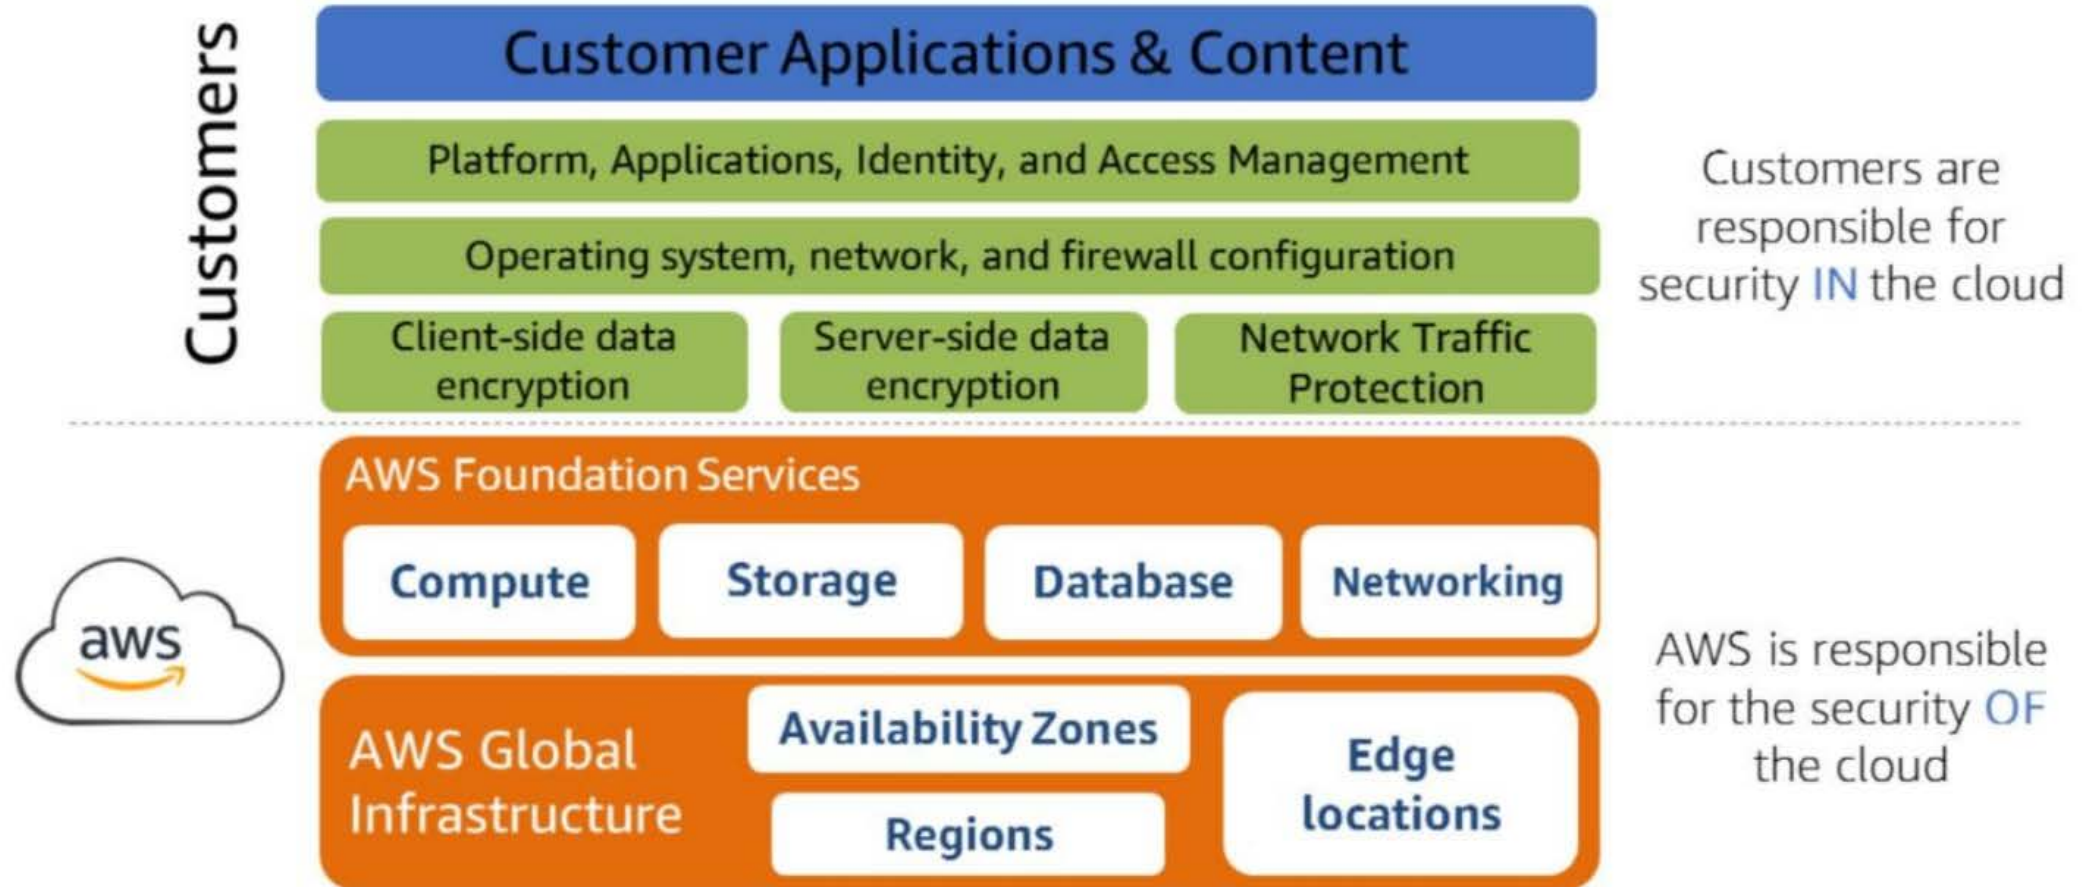 Customers
Customer Applications & Content
Platform, Applications, Identity, and Access Management
Operating system, network, and firewall configuration
Client-side data
encryption
Server-side data
encryption
Network Traffic
Protection
Customers are
responsible for
security IN the cloud
AWS Foundation Services
Compute
Storage
Database
Networking
aws
AWS Global
Infrastructure
Availability Zones
Regions
Edge
locations
AWS is responsible
for the security OF
the cloud